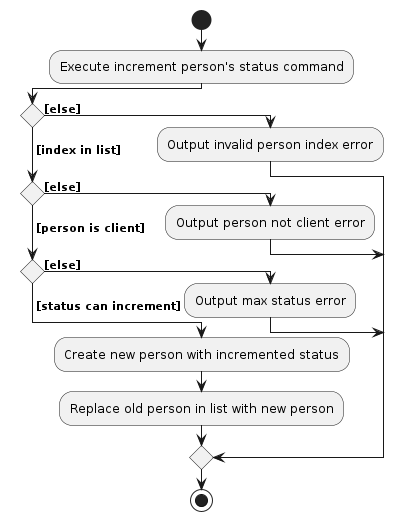 Execute increment person's status command
[else]
Output invalid person index error
[index in list]
[else]
Output person not client error
[person is client]
[else]
Output max status error
[status can increment]
Create new person with incremented status
Replace old person in list with new person